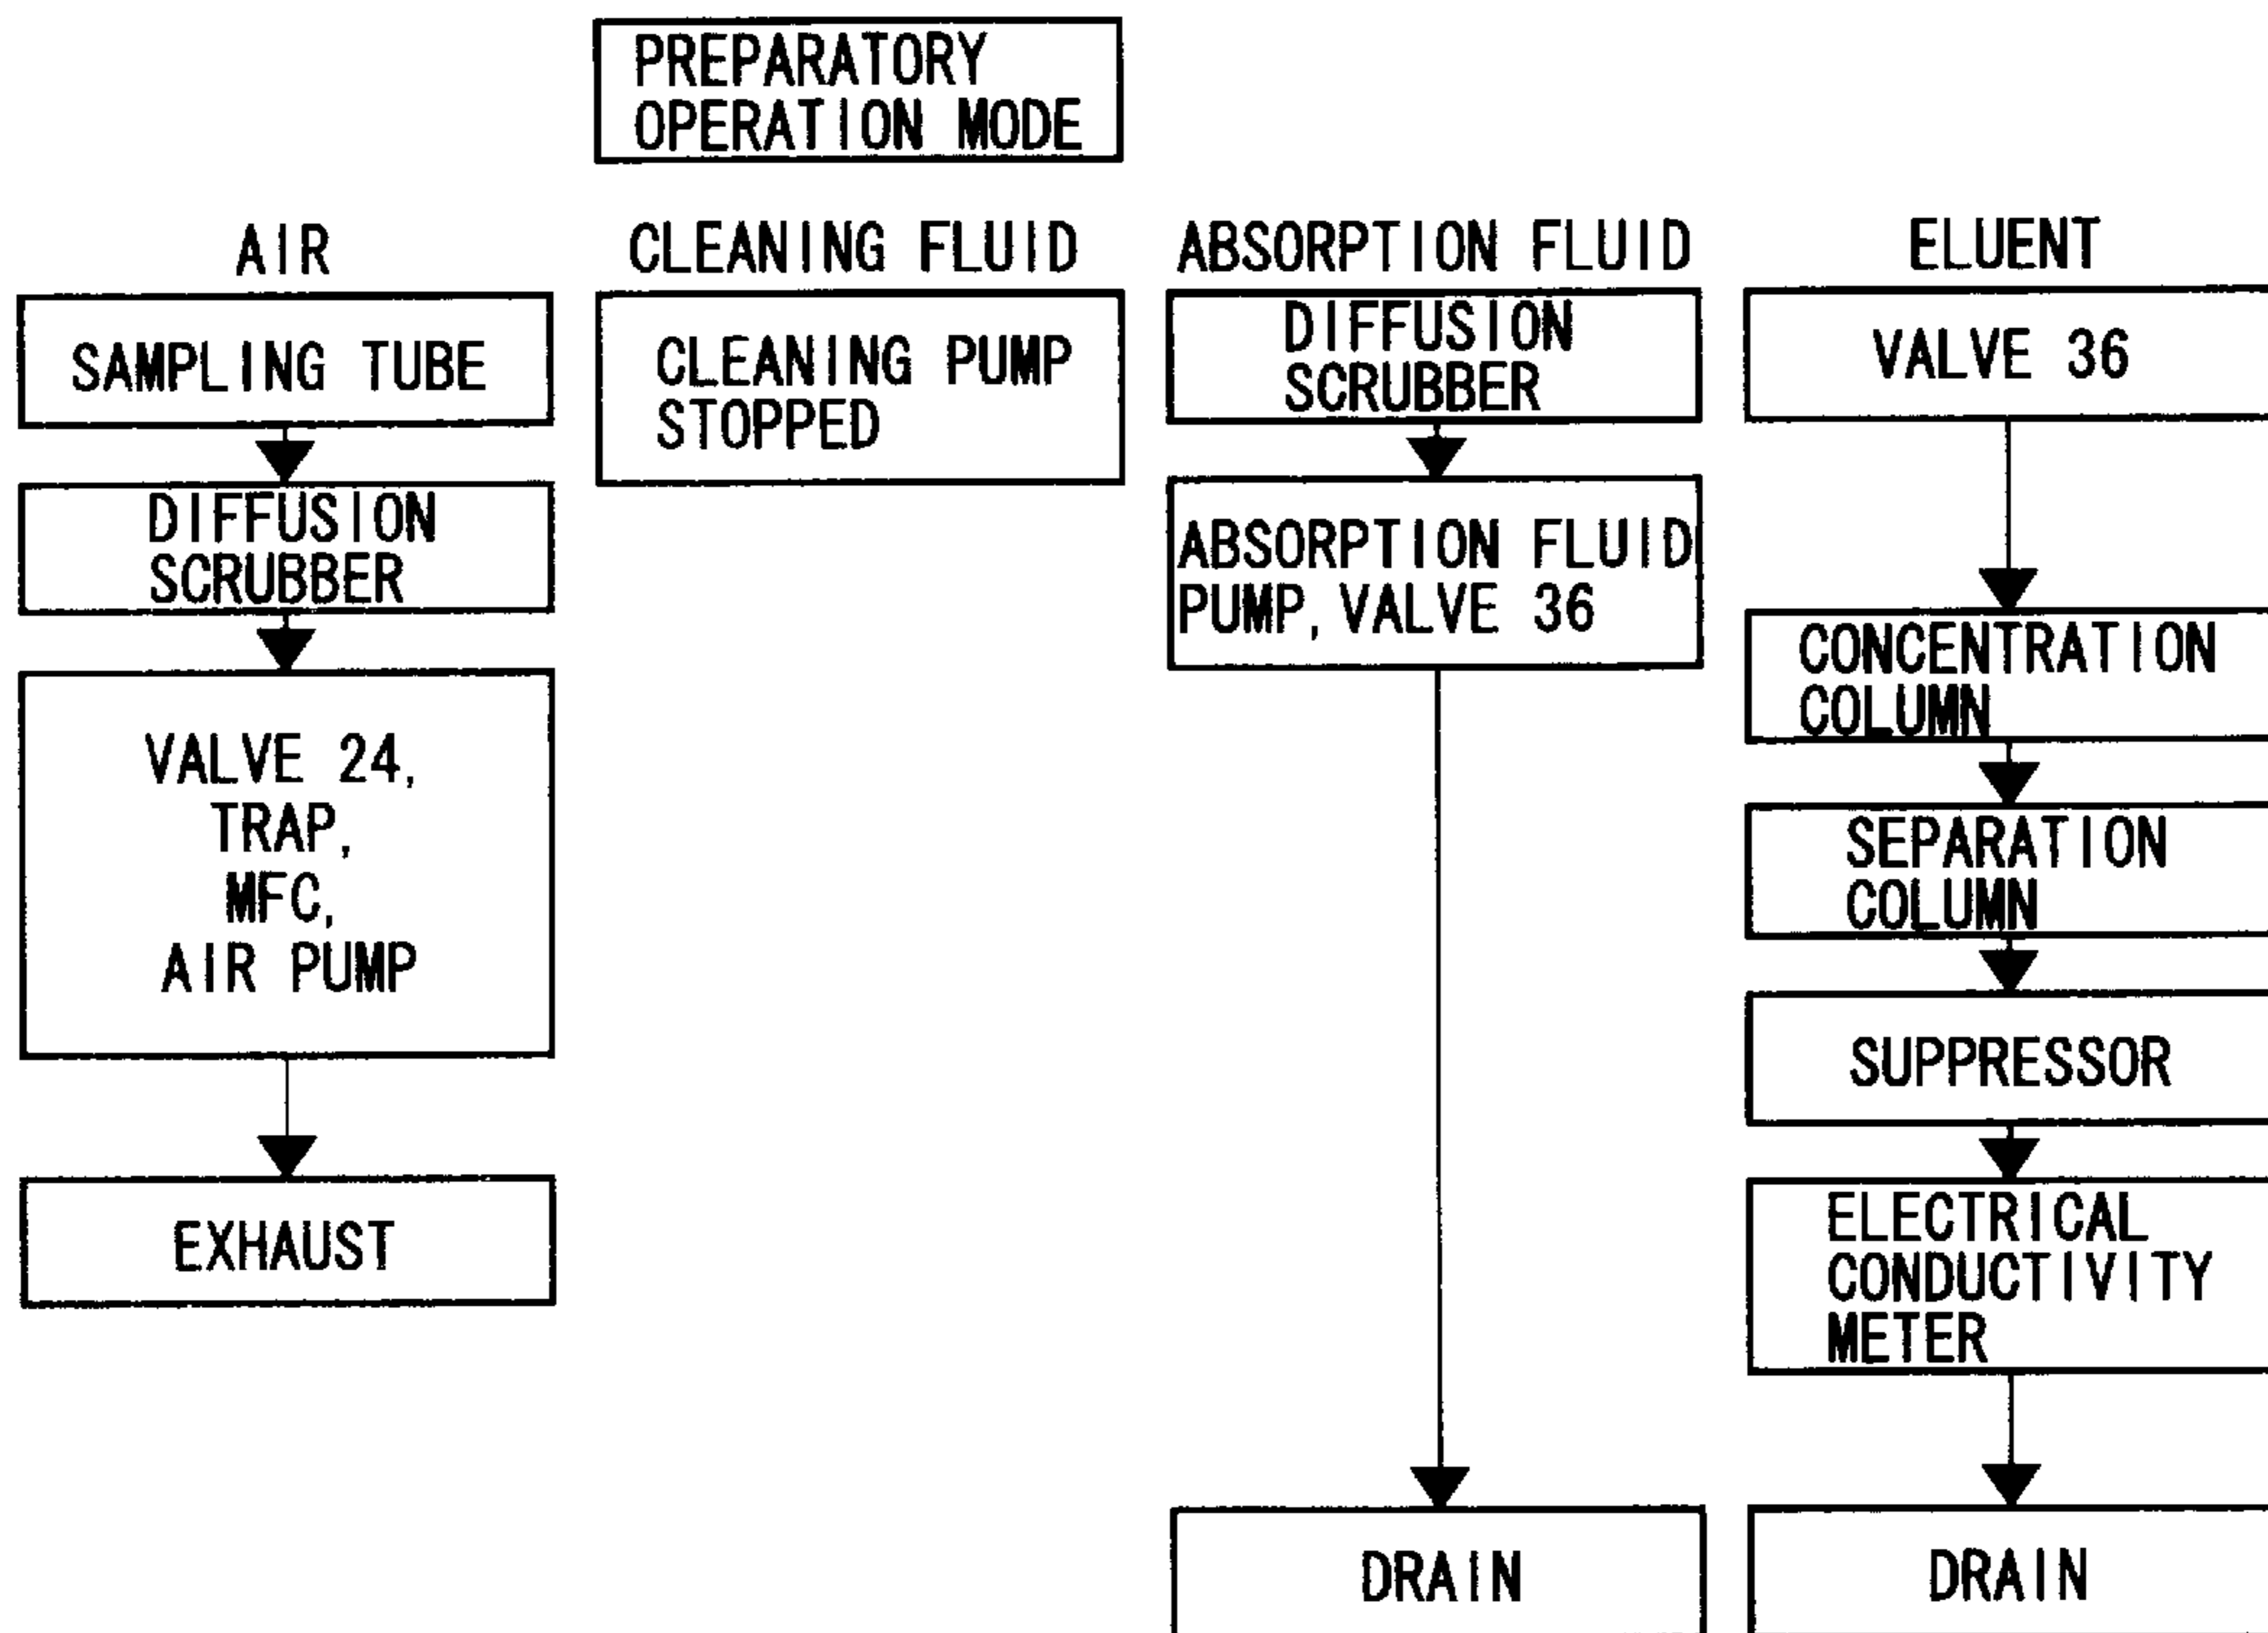 PREPARATORY
OPERATION MODE
AIR
SAMPLING TUBE
DIFFUSION
SCRUBBER
VALVE 24,
TRAP,
MFC,
AIR PUMP
EXHAUST
CLEANING FLUID
CLEANING PUMP
STOPPED
ABSORPTION FLUID
DIFFUSION
SCRUBBER
ABSORPTION FLUID
PUMP, VALVE 36
DRAIN
ELUENT
VALVE 36
CONCENTRATION
COLUMN
SEPARATION
COLUMN
SUPPRESSOR
ELECTRICAL
CONDUCTIVITY
METER
DRAIN